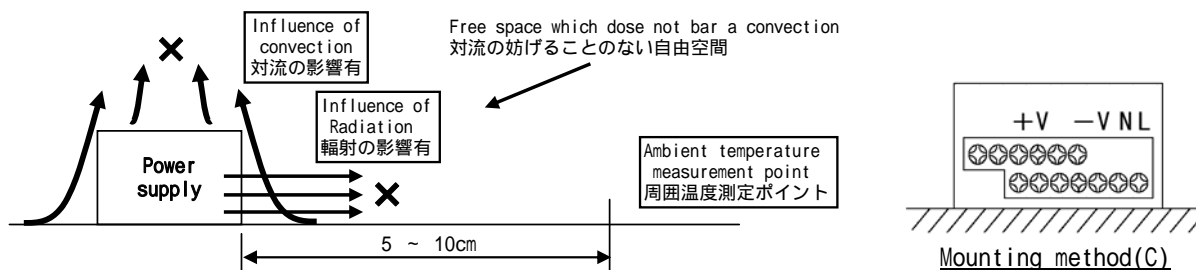 Influence of
convection
対流の影響有
Free space which dose not bar a convection
対流の妨げることのない自由空間
Influence of
Radiation
輻射の影響有
Power
supply
Ambient temperature
measurement point
周囲温度測定ポイント
5 ~ 10cm
+V -V N L
Mounting method(C)